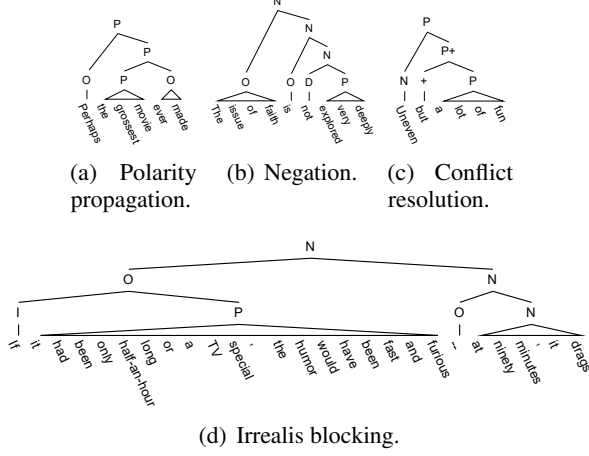 P
P
O P O
Perhaps the grossest movie ever made
(a) Polarity
propagation.
N
N
N
O O D P
The issue of faith is not explored very deeply
(b) Negation.
P
P+
N + P
Uneven but a lot of fun
(c) Conflict
resolution.
N
O N
I P O N
If it had been only half-an-hour long or a TV special , the humor would have been fast and furious -- at ninety minutes , it drags
(d) Irrealis blocking.